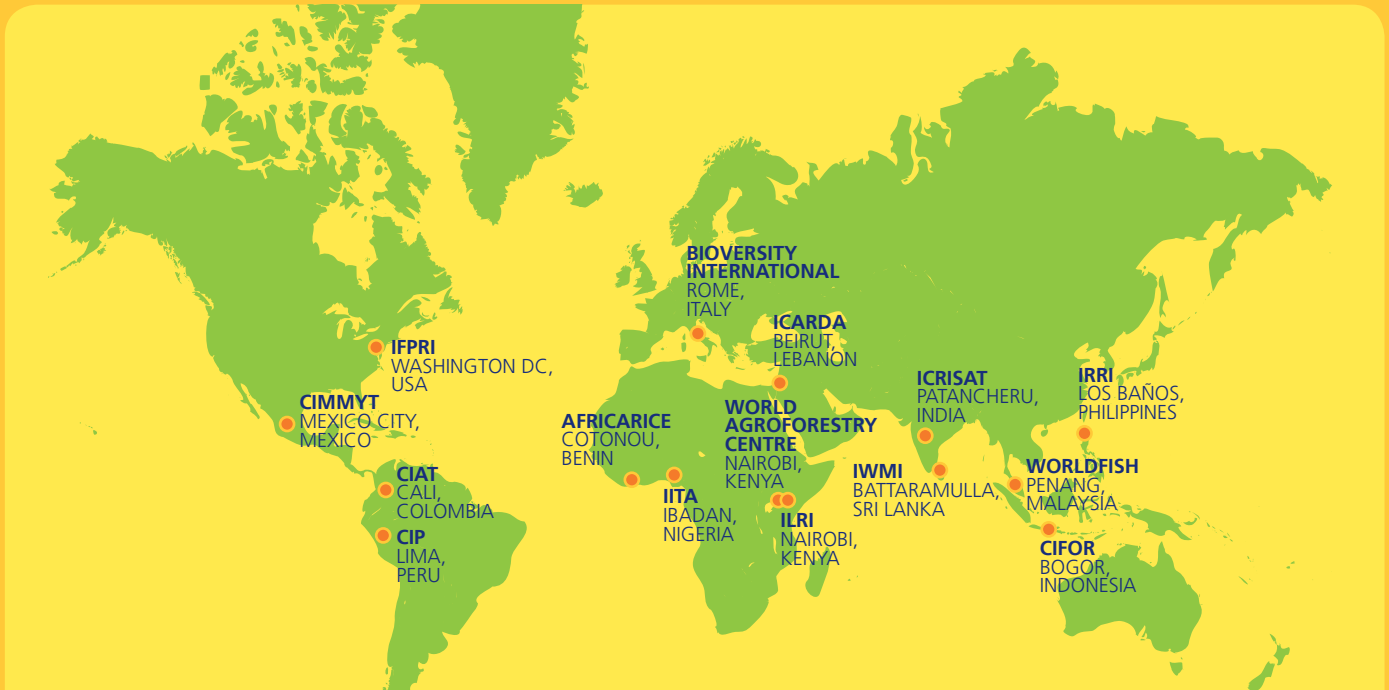 BIOVERSITY
INTERNATIONAL
ROME,
ITALY
ICARDA
BEIRUT,
LEBANON
IFPRI
WASHINGTON DC,
USA
CIMMYT
MEXICO CITY,
MEXICO
ICRISAT
PATANCHERU,
INDIA
IRRI
LOS BAÑOS,
PHILIPPINES
AFRICARICE
COTONOU,
BENIN
WORLD
AGROFORESTRY
CENTRE
NAIROBI,
KENYA
CIAT
CALI,
COLOMBIA
IITA
IBADAN,
NIGERIA
IWMI
BATTARAMULLA,
SRI LANKA
WORLDFISH
PENANG,
MALAYSIA
ILRI
NAIROBI,
KENYA
CIP
LIMA,
PERU
CIFOR
BOGOR,
INDONESIA